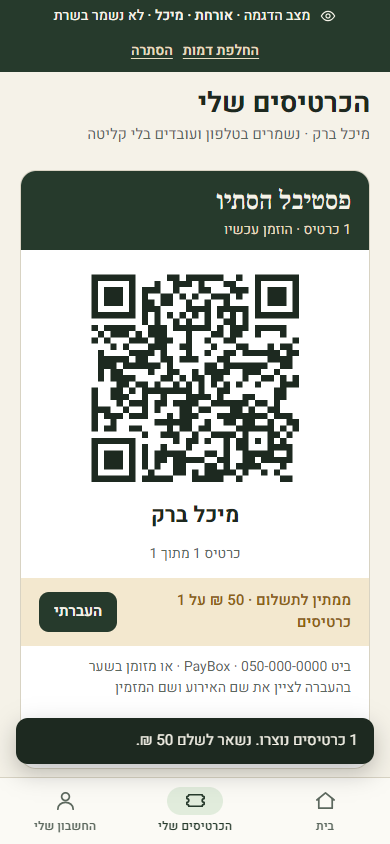 מצב הדגמה · אורחת · מיכל · לא נשמר בשרת
החלפת דמות הסתרה
הכרטיסים שלי
מיכל ברק · נשמרים בטלפון ועובדים בלי קליטה
פסטיבל הסתיו
1 כרטיס · הוזמן עכשיו
מיכל ברק
כרטיס 1 מתוך 1
ממתין לתשלום · 50 ₪ על 1
כרטיסים
העברתי
ביט PayBox · 050-000-0000 · או מזומן בשער
בהעברה לציין את שם האירוע ושם המזמין
1 כרטיסים נוצרו. נשאר לשלם 50 ₪.
בית
הכרטיסים שלי
החשבון שלי